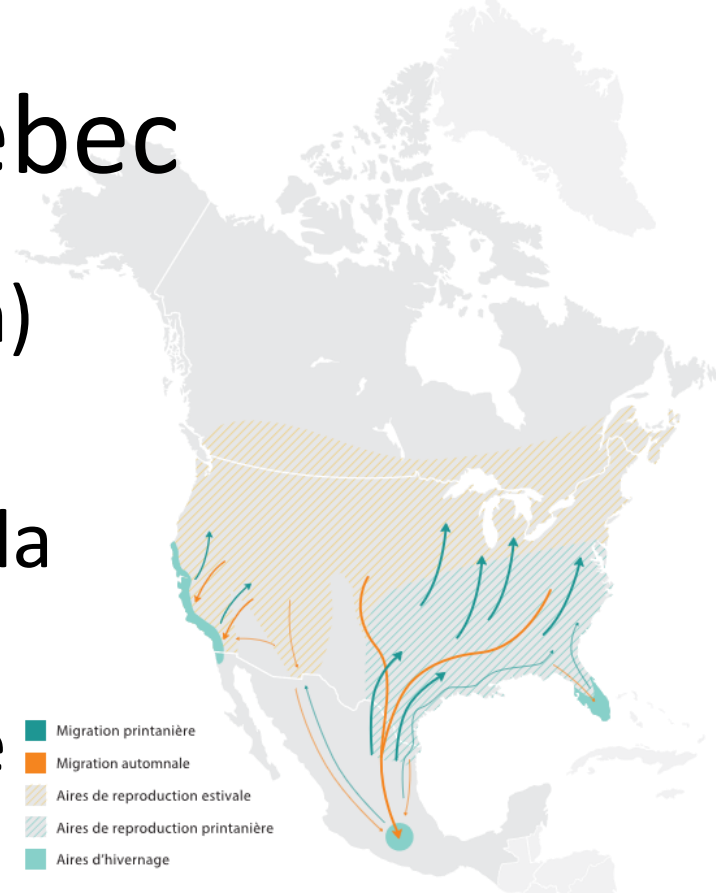 ebec
)
la
Migration printanière
Migration automnale
Aires de reproduction estivale
Aires de reproduction printanière
Aires d'hivernage